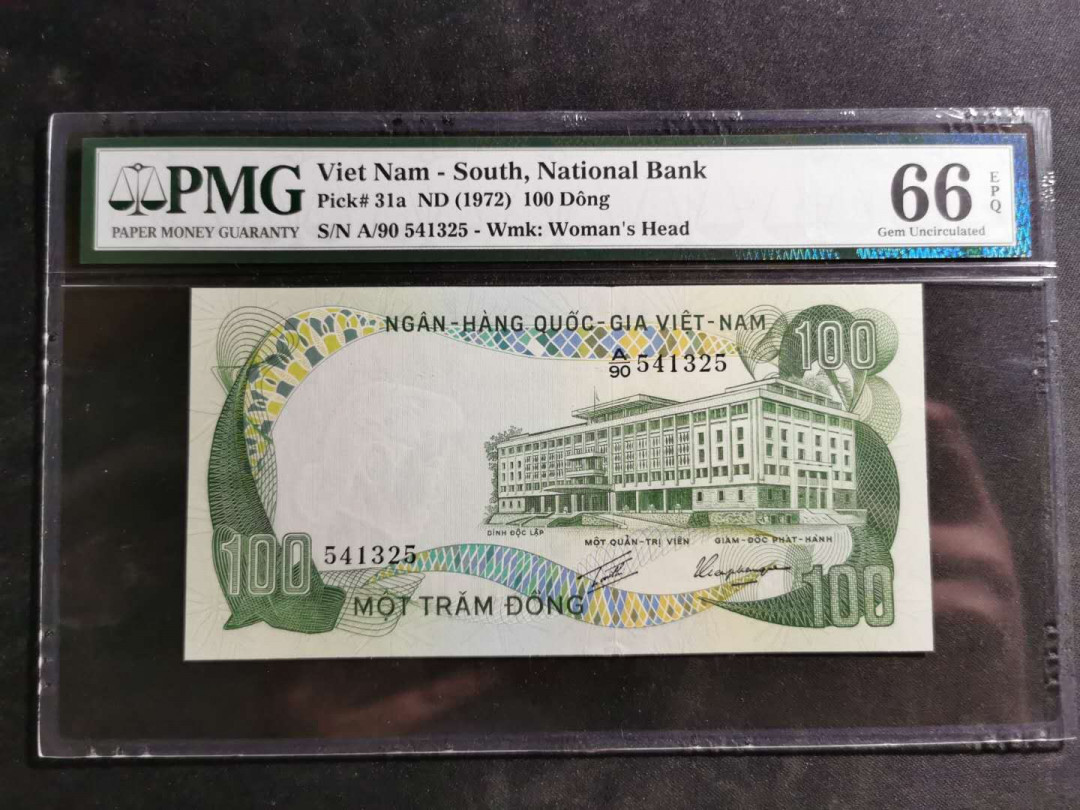 PMG
PAPER MONEY GUARANTY
Viet Nam - South, National Bank
Pick# 31a ND (1972) 100 Dông
S/N A/90 541325 - Wmk: Woman's Head
66
EPQ
Gem Uncirculated
NGÂN-HÀNG QUỐC-GIA VIỆT-NAM
100
A/90 541325
DINH ĐỘC LẬP
MỘT QUẢN-TRỊ VIÊN
GIÁM-ĐỐC PHÁT-HÀNH
100
541325
MỘT TRĂM ĐỒNG
100